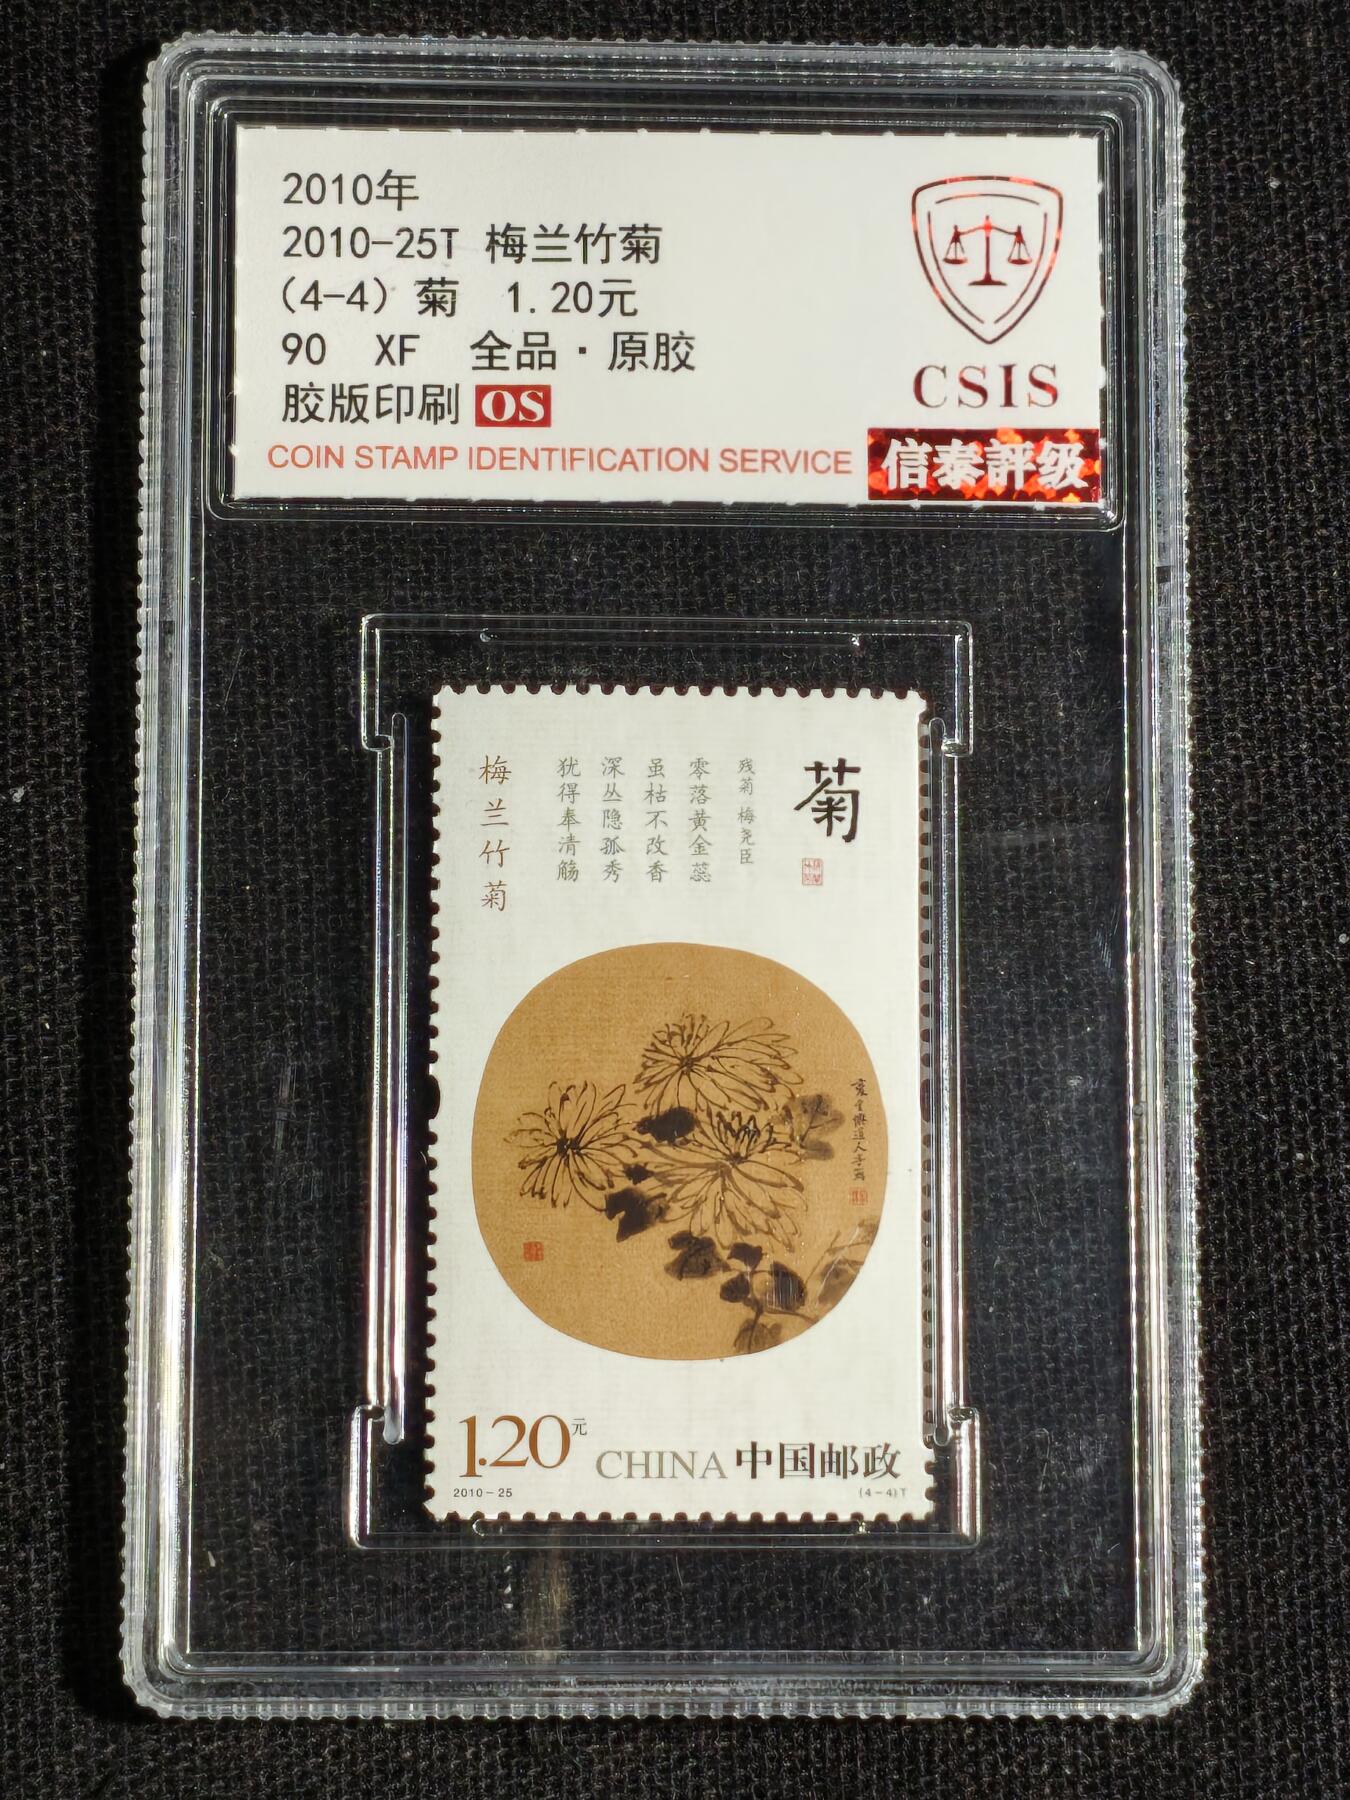 2010年
2010-25T 梅兰竹菊
(4-4) 菊 1.20元
90 XF 全品·原胶
胶版印刷 OS
COIN STAMP IDENTIFICATION SERVICE
CSIS
信泰評级
菊
残菊 梅尧臣
零落黄金蕊
虽枯不改香
深丛隐孤秀
犹得奉清觞
梅兰竹菊
1.20元
CHINA 中国邮政
2010-25
(4-4)T